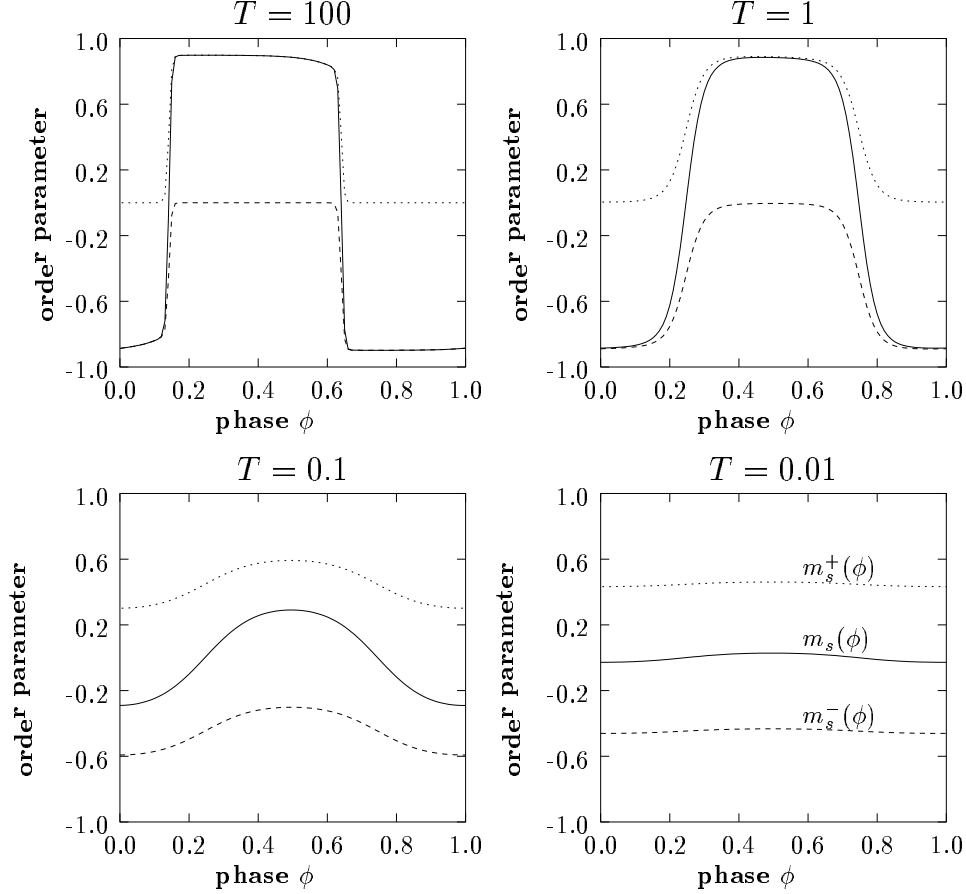 T = 100
1.0
0.6
0.2
-0.2
-0.6
-1.0
order parameter
0.0 0.2 0.4 0.6 0.8 1.0
phase ϕ
T = 1
1.0
0.6
0.2
-0.2
-0.6
-1.0
order parameter
0.0 0.2 0.4 0.6 0.8 1.0
phase ϕ
T = 0.1
1.0
0.6
0.2
-0.2
-0.6
-1.0
order parameter
0.0 0.2 0.4 0.6 0.8 1.0
phase ϕ
T = 0.01
1.0
0.6
0.2
-0.2
-0.6
-1.0
order parameter
m_s^+(ϕ)
m_s(ϕ)
m_s^-(ϕ)
0.0 0.2 0.4 0.6 0.8 1.0
phase ϕ